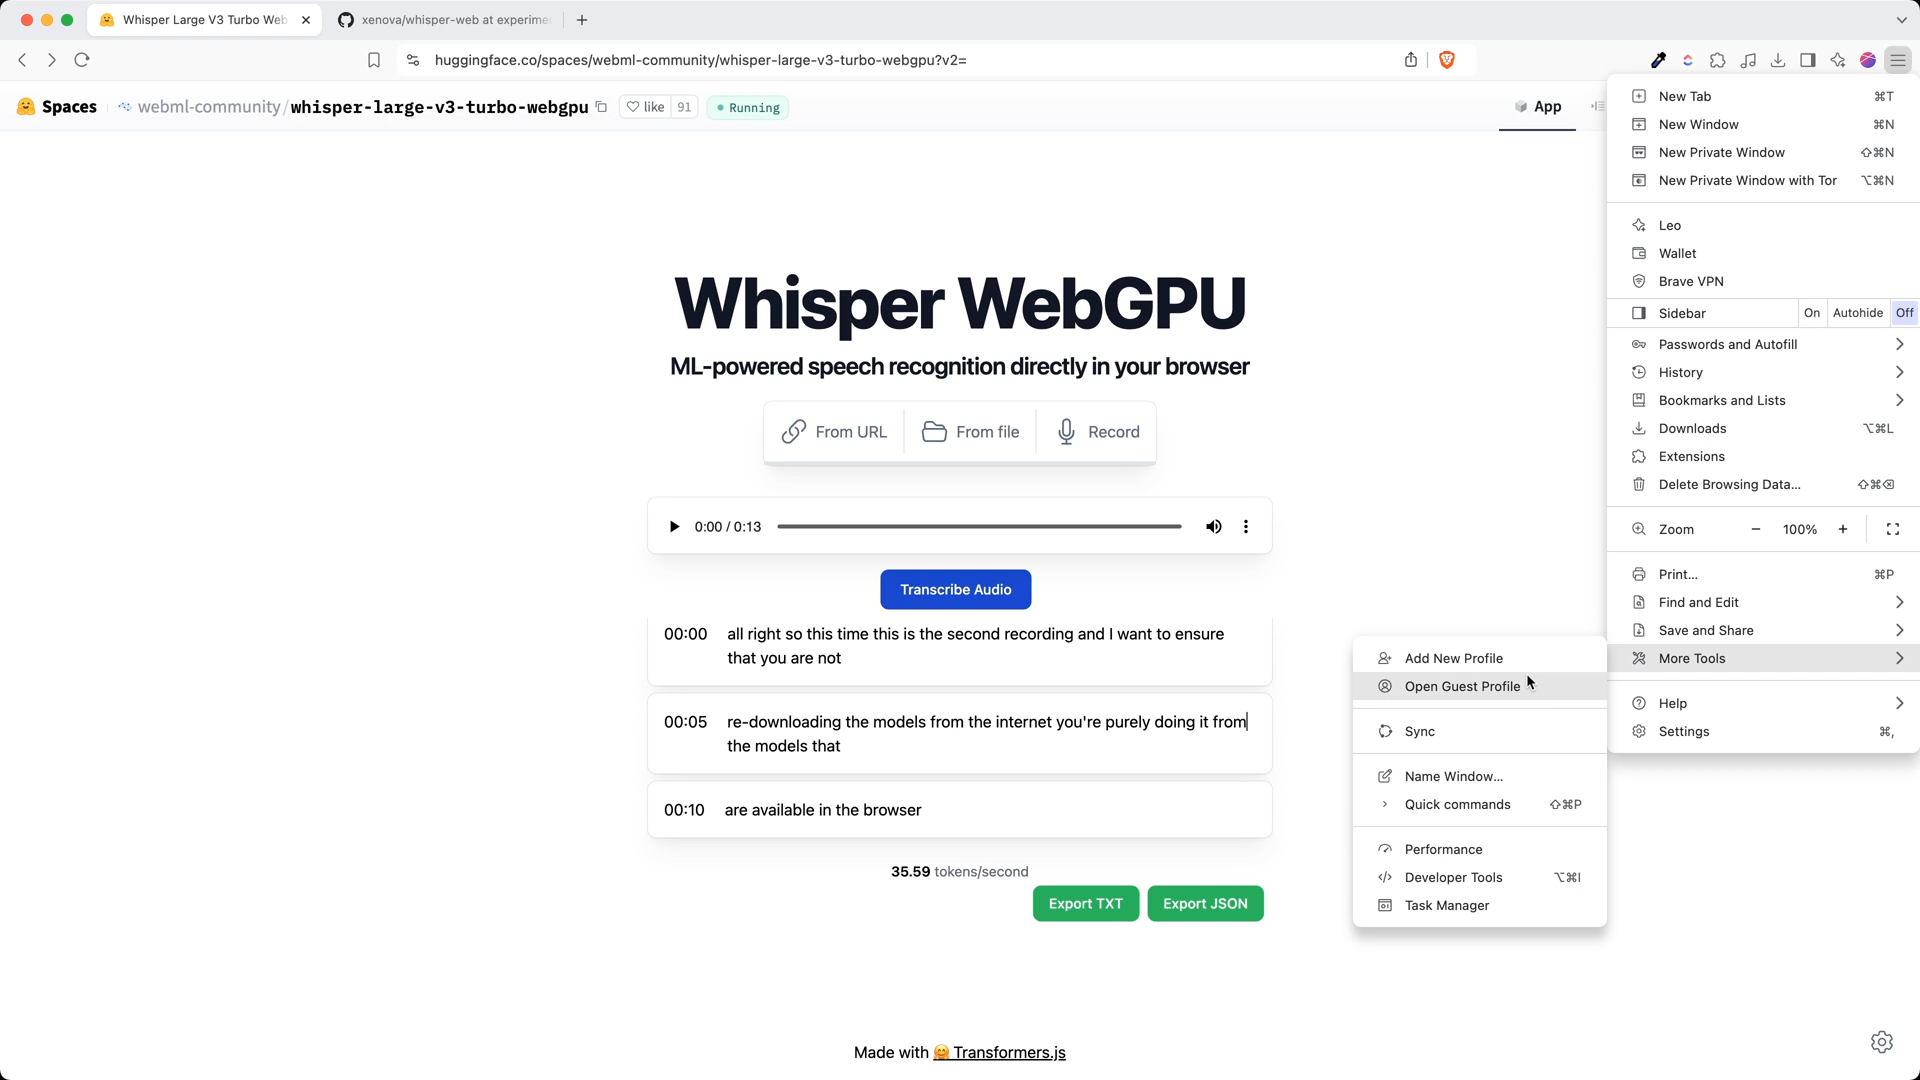 Whisper Large V3 Turbo Web
xenova/whisper-web at experime
huggingface.co/spaces/webml-community/whisper-large-v3-turbo-webgpu?v2=
Spaces
webml-community/whisper-large-v3-turbo-webgpu
like 91
Running
App
Whisper WebGPU
ML-powered speech recognition directly in your browser
From URL
From file
Record
0:00 / 0:13
Transcribe Audio
00:00 all right so this time this is the second recording and I want to ensure
that you are not
00:05 re-downloading the models from the internet you're purely doing it from
the models that
00:10 are available in the browser
35.59 tokens/second
Export TXT
Export JSON
Made with 🤗 Transformers.js
New Tab ⌘T
New Window ⌘N
New Private Window ⇧⌘N
New Private Window with Tor ⌥⌘N
Leo
Wallet
Brave VPN
Sidebar On Autohide Off
Passwords and Autofill
History
Bookmarks and Lists
Downloads ⌥⌘L
Extensions
Delete Browsing Data... ⇧⌘⌫
Zoom − 100% +
Print... ⌘P
Find and Edit
Save and Share
More Tools
Help
Settings ⌘,
Add New Profile
Open Guest Profile
Sync
Name Window...
Quick commands ⇧⌘P
Performance
Developer Tools ⌥⌘I
Task Manager